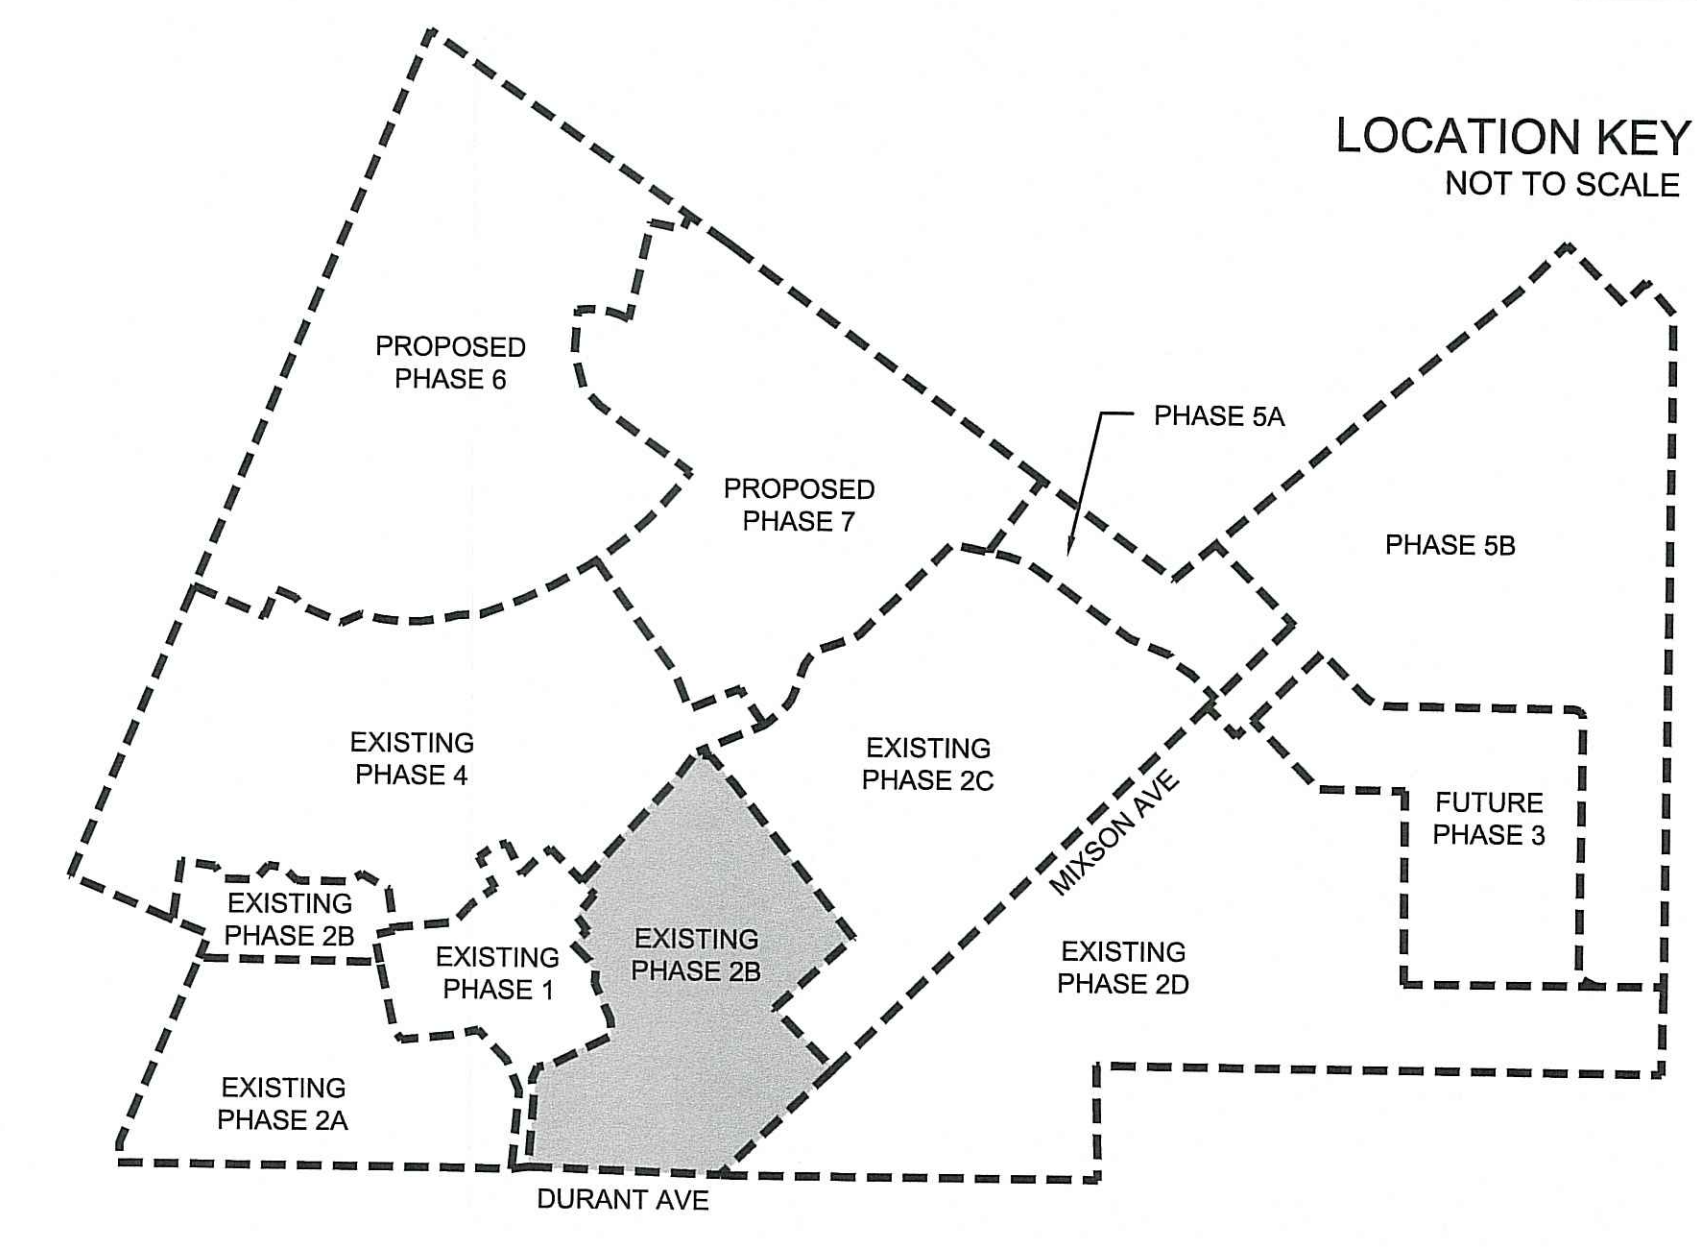 LOCATION KEY
NOT TO SCALE
PROPOSED
PHASE 6
PHASE 5A
PROPOSED
PHASE 7
PHASE 5B
EXISTING
PHASE 4
EXISTING
PHASE 2C
MIXSON AVE
FUTURE
PHASE 3
EXISTING
PHASE 2B
EXISTING
PHASE 1
EXISTING
PHASE 2B
EXISTING
PHASE 2D
EXISTING
PHASE 2A
DURANT AVE